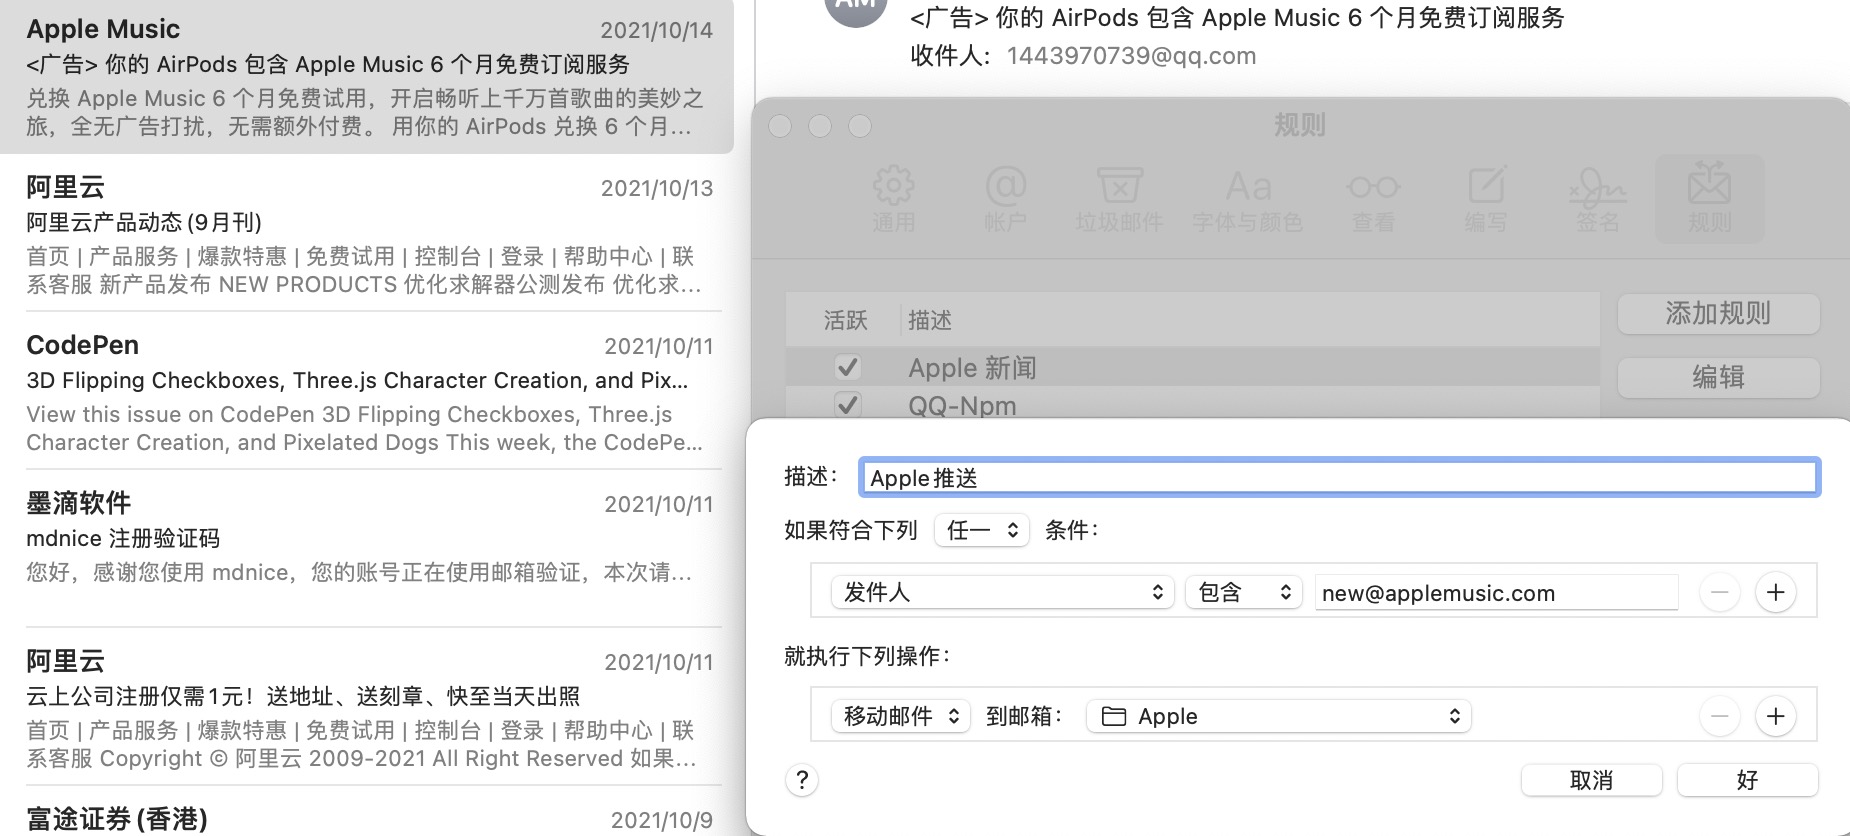 Apple Music 2021/10/14
<广告> 你的 AirPods 包含 Apple Music 6 个月免费订阅服务
兑换 Apple Music 6 个月免费试用，开启畅听上千万首歌曲的美妙之
旅，全无广告打扰，无需额外付费。 用你的 AirPods 兑换 6 个月...
阿里云 2021/10/13
阿里云产品动态 (9月刊)
首页 | 产品服务 | 爆款特惠 | 免费试用 | 控制台 | 登录 | 帮助中心 | 联
系客服 新产品发布 NEW PRODUCTS 优化求解器公测发布 优化求...
CodePen 2021/10/11
3D Flipping Checkboxes, Three.js Character Creation, and Pix...
View this issue on CodePen 3D Flipping Checkboxes, Three.js
Character Creation, and Pixelated Dogs This week, the CodePe...
墨滴软件 2021/10/11
mdnice 注册验证码
您好，感谢您使用 mdnice，您的账号正在使用邮箱验证，本次请...
阿里云 2021/10/11
云上公司注册仅需1元！送地址、送刻章、快至当天出照
首页 | 产品服务 | 爆款特惠 | 免费试用 | 控制台 | 登录 | 帮助中心 | 联
系客服 Copyright © 阿里云 2009-2021 All Right Reserved 如果...
富途证券 (香港) 2021/10/9
AM
<广告> 你的 AirPods 包含 Apple Music 6 个月免费订阅服务
收件人： 1443970739@qq.com
规则
通用 帐户 垃圾邮件 字体与颜色 查看 编写 签名 规则
活跃 描述
添加规则
Apple 新闻
编辑
QQ-Npm
描述： Apple推送
如果符合下列 任一 条件：
发件人 包含 new@applemusic.com
就执行下列操作：
移动邮件 到邮箱： Apple
? 取消 好